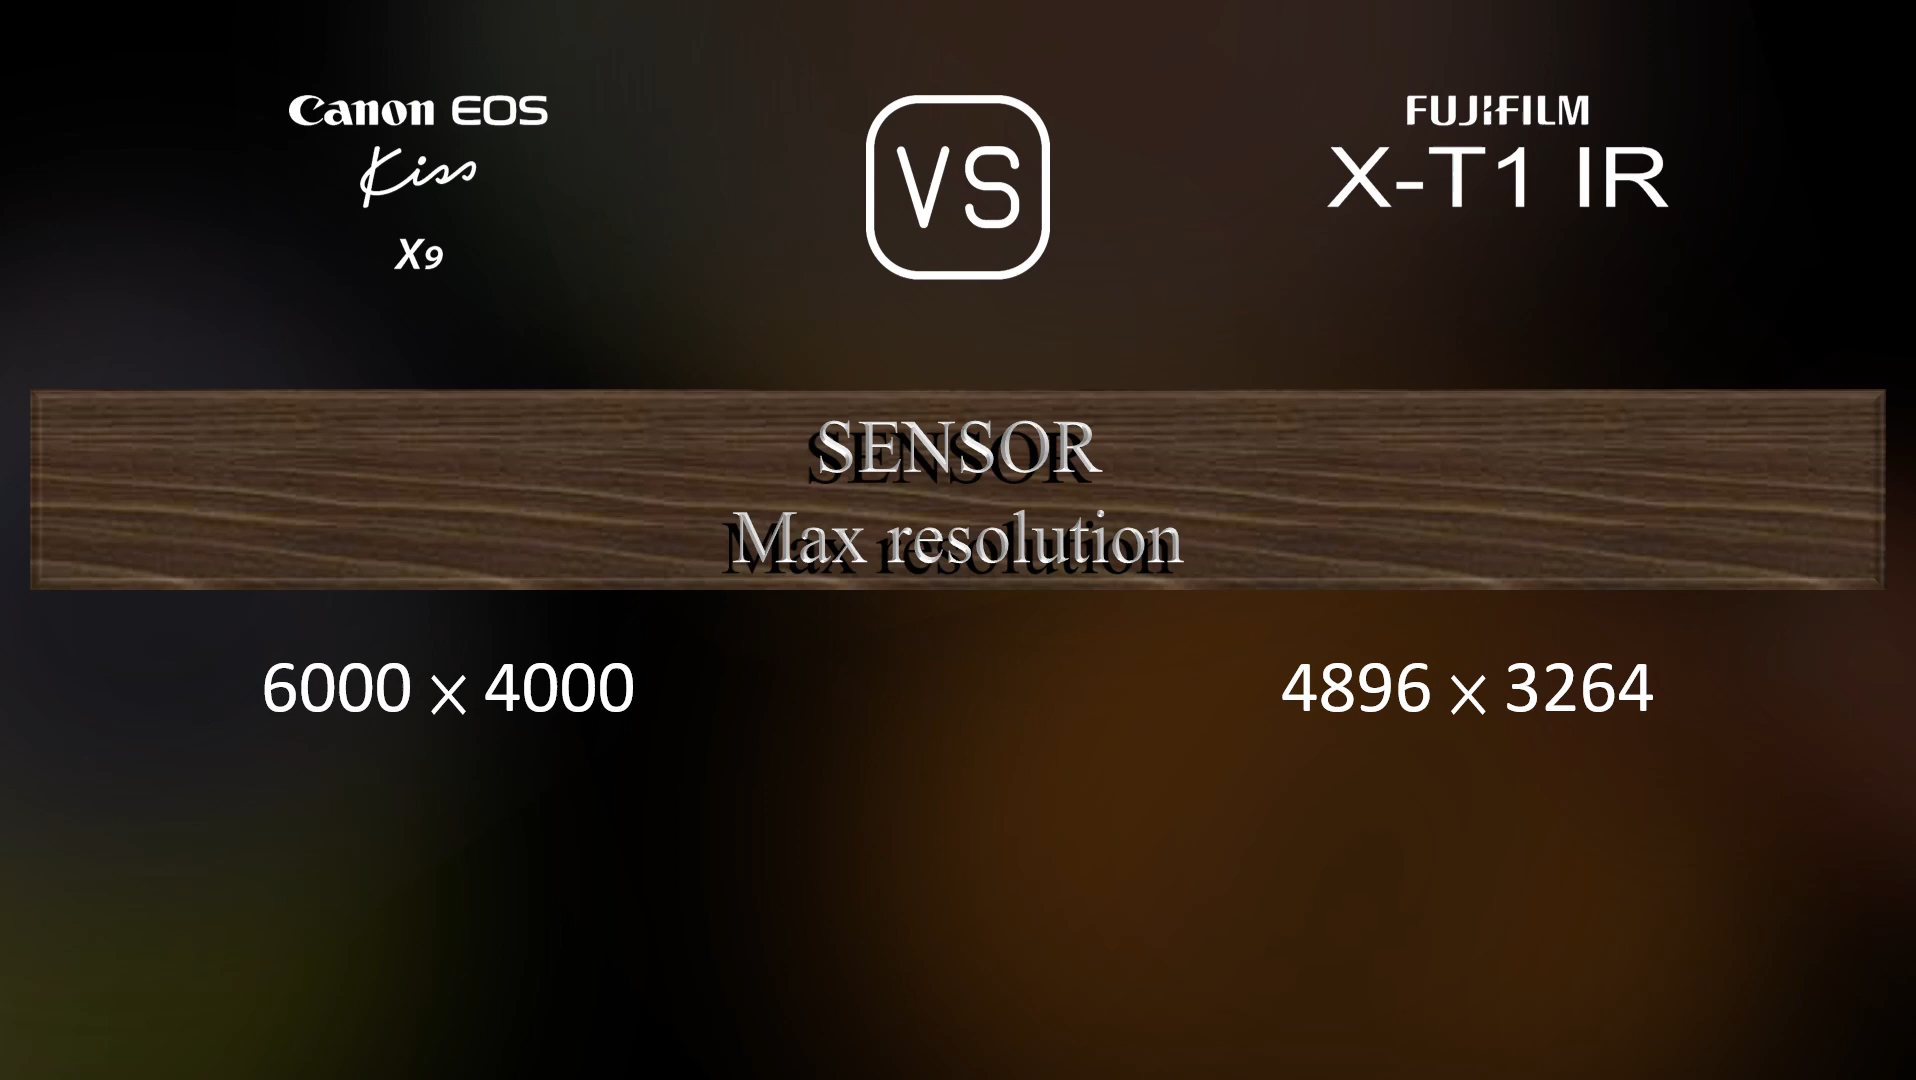 Canon EOS
Kiss
X9
VS
FUJIFILM
X-T1 IR
SENSOR
Max resolution
6000 x 4000
4896 x 3264